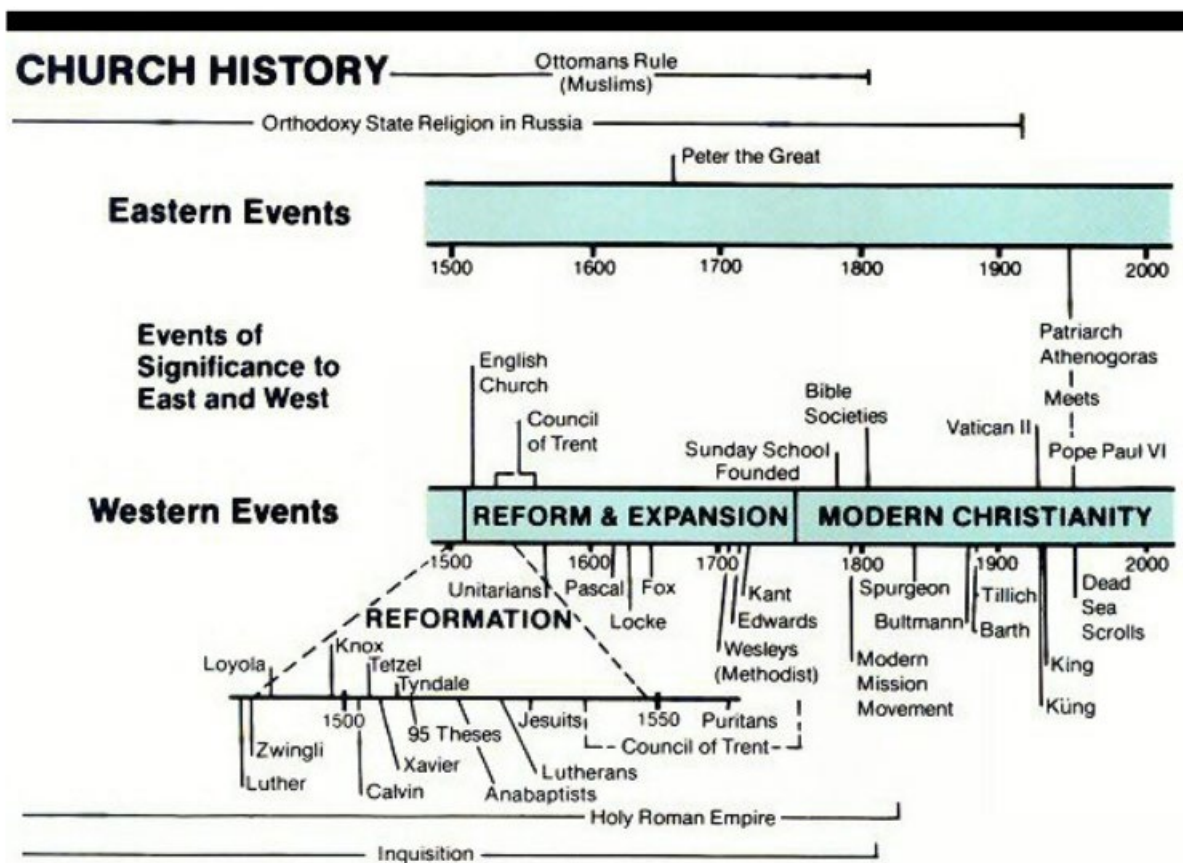 CHURCH HISTORY
Ottomans Rule
(Muslims)
Orthodoxy State Religion in Russia
Peter the Great
Eastern Events
1500 1600 1700 1800 1900 2000
Events of
Significance to
East and West
English
Church
Council
of Trent
Sunday School
Founded
Bible
Societies
Vatican II
Patriarch
Athenogoras
Meets
Pope Paul VI
Western Events
REFORM & EXPANSION
MODERN CHRISTIANITY
1500 1600 1700 1800 1900 2000
Unitarians
Pascal
Fox
Locke
Kant
Edwards
Wesleys
(Methodist)
Spurgeon
Modern
Mission
Movement
Bultmann
Tillich
Barth
King
Küng
Dead
Sea
Scrolls
REFORMATION
Loyola
Knox
Tetzel
Tyndale
1500
95 Theses
Jesuits
1550
Puritans
Council of Trent
Zwingli
Luther
Calvin
Xavier
Anabaptists
Lutherans
Holy Roman Empire
Inquisition